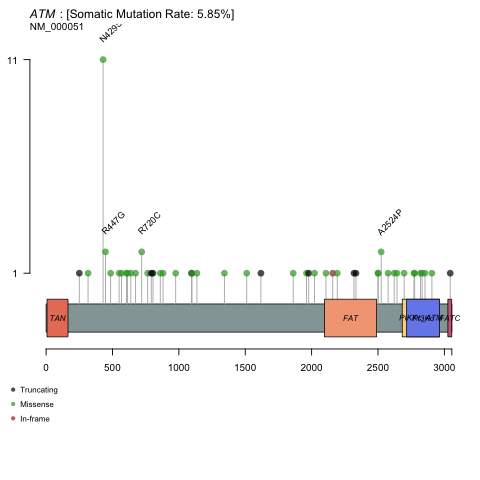 ATM : [Somatic Mutation Rate: 5.85%]
NM_000051
11
1
R447G
R720C
A2524P
TAN
FAT
FATC
0
500
1000
1500
2000
2500
3000
Truncating
Missense
In-frame